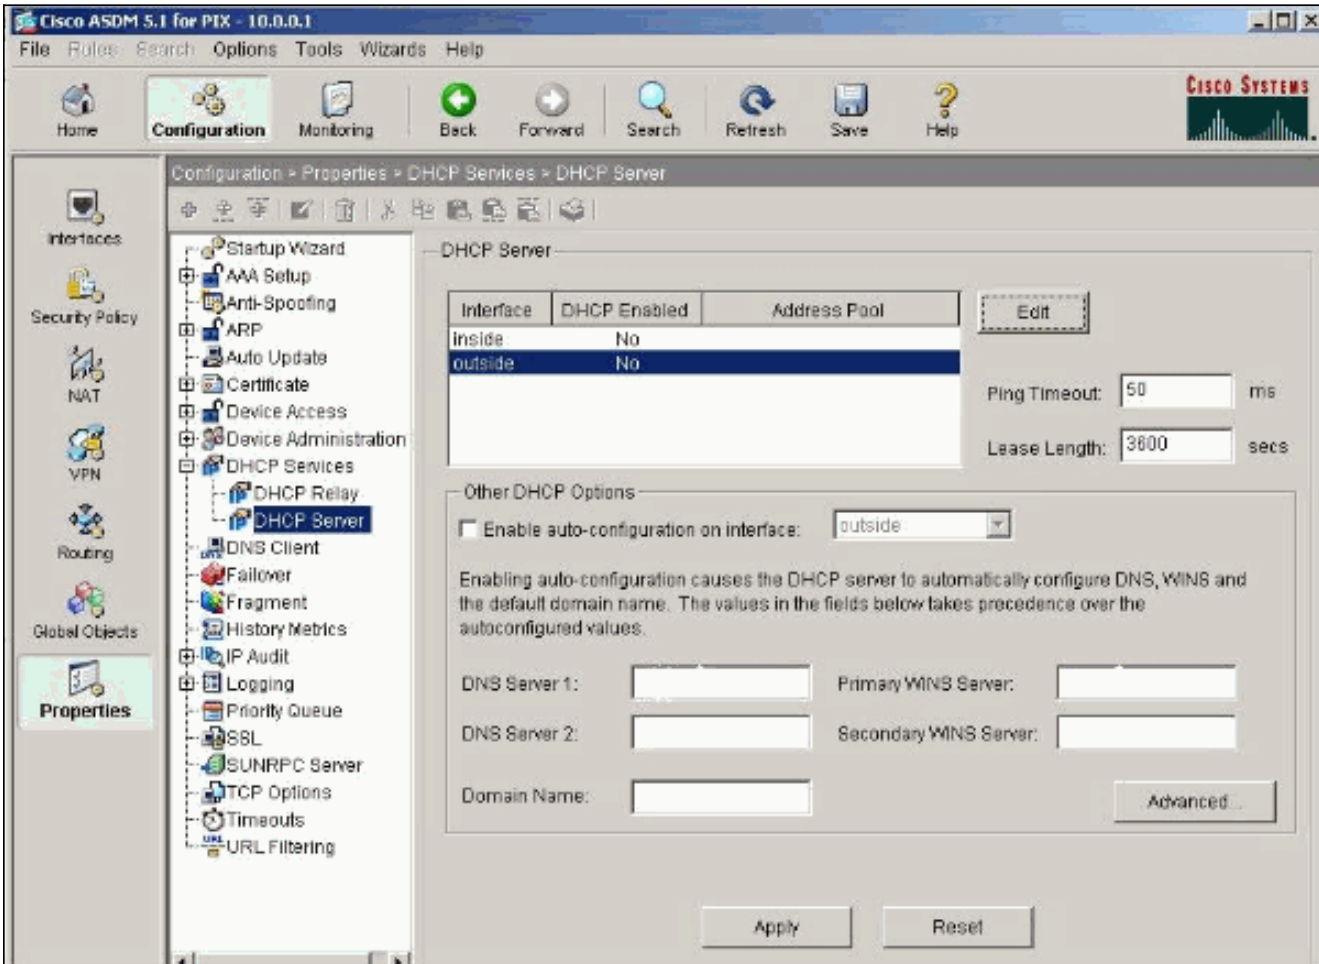 Cisco ASDM 5.1 for PIX - 10.0.0.1
File Rules Search Options Tools Wizards Help
Home Configuration Monitoring Back Forward Search Refresh Save Help
CISCO SYSTEMS
Configuration > Properties > DHCP Services > DHCP Server
Interfaces
Security Policy
NAT
VPN
Routing
Global Objects
Properties
Startup Wizard
AAA Setup
Anti-Spoofing
ARP
Auto Update
Certificate
Device Access
Device Administration
DHCP Services
DHCP Relay
DHCP Server
DNS Client
Failover
Fragment
History Metrics
IP Audit
Logging
Priority Queue
SSL
SUNRPC Server
TCP Options
Timeouts
URL Filtering
DHCP Server
Interface DHCP Enabled Address Pool
inside No
outside No
Edit
Ping Timeout: 50 ms
Lease Length: 3600 secs
Other DHCP Options
Enable auto-configuration on interface: outside
Enabling auto-configuration causes the DHCP server to automatically configure DNS, WINS and
the default domain name. The values in the fields below takes precedence over the
autoconfigured values.
DNS Server 1: Primary WINS Server:
DNS Server 2: Secondary WINS Server:
Domain Name: Advanced...
Apply Reset